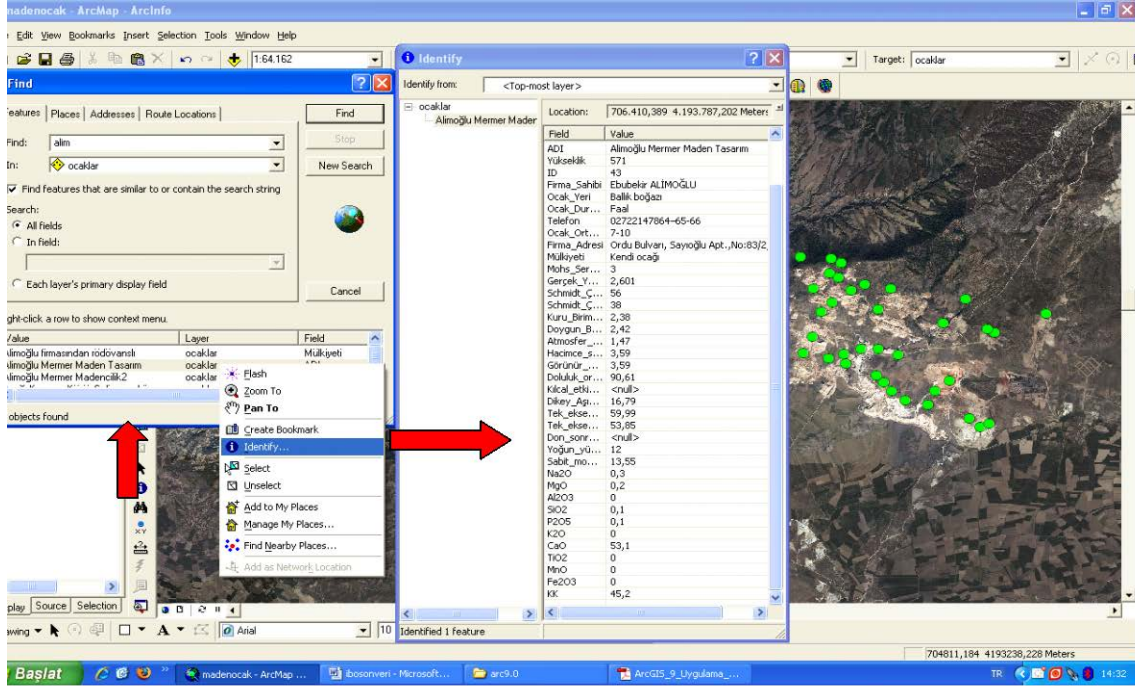 madenocak - ArcMap - ArcInfo
Edit View Bookmarks Insert Selection Tools Window Help
1:64.162
Target: ocaklar
Find
Features Places Addresses Route Locations
Find: alim
In: ocaklar
Find features that are similar to or contain the search string
Search:
All fields
In field:
Each layer's primary display field
Find
Stop
New Search
Cancel
ght-click a row to show context menu.
Value Layer Field
Alimoğlu firmasından rödövanslı ocaklar Mülkiyeti
Alimoğlu Mermer Maden Tasarım ocaklar ADI
Alimoğlu Mermer Madencilik2 ocaklar
objects found
Flash
Zoom To
Pan To
Create Bookmark
Identify...
Select
Unselect
Add to My Places
Manage My Places...
Find Nearby Places...
Add as Network Location
Identify
Identify from: <Top-most layer>
ocaklar
Alimoğlu Mermer Mader
Location: 706.410,389 4.193.787,202 Meters
Field Value
ADI Alimoğlu Mermer Maden Tasarım
Yükseklik 571
ID 43
Firma_Sahibi Ebubekir ALİMOĞLU
Ocak_Yeri Ballık boğazı
Ocak_Dur... Faal
Telefon 02722147864-65-66
Ocak_Ort... 7-10
Firma_Adresi Ordu Bulvarı, Sayıoğlu Apt.,No:83/2
Mülkiyeti Kendi ocağı
Mohs_Ser... 3
Gerçek_Y... 2,601
Schmidt_Ç... 56
Schmidt_Ç... 38
Kuru_Birim... 2,38
Doygun_B... 2,42
Atmosfer_... 1,47
Hacimce_s... 3,59
Görünür_... 3,59
Doluluk_or... 90,61
Kılcal_etki... <null>
Dikey_Aşı... 16,79
Tek_ekse... 59,99
Tek_ekse... 53,85
Don_sonr... <null>
Yoğun_yü... 12
Sabit_mo... 13,55
Na2O 0,3
MgO 0,2
Al2O3 0
SiO2 0,1
P2O5 0,1
K2O 0
CaO 53,1
TiO2 0
MnO 0
Fe2O3 0
KK 45,2
Identified 1 feature
play Source Selection
awing A Arial 10
704811,184 4193238,228 Meters
Başlat madenocak - ArcMap ... ibosonveri - Microsoft... arc9.0 ArcGIS_9_Uygulama_... TR 14:32